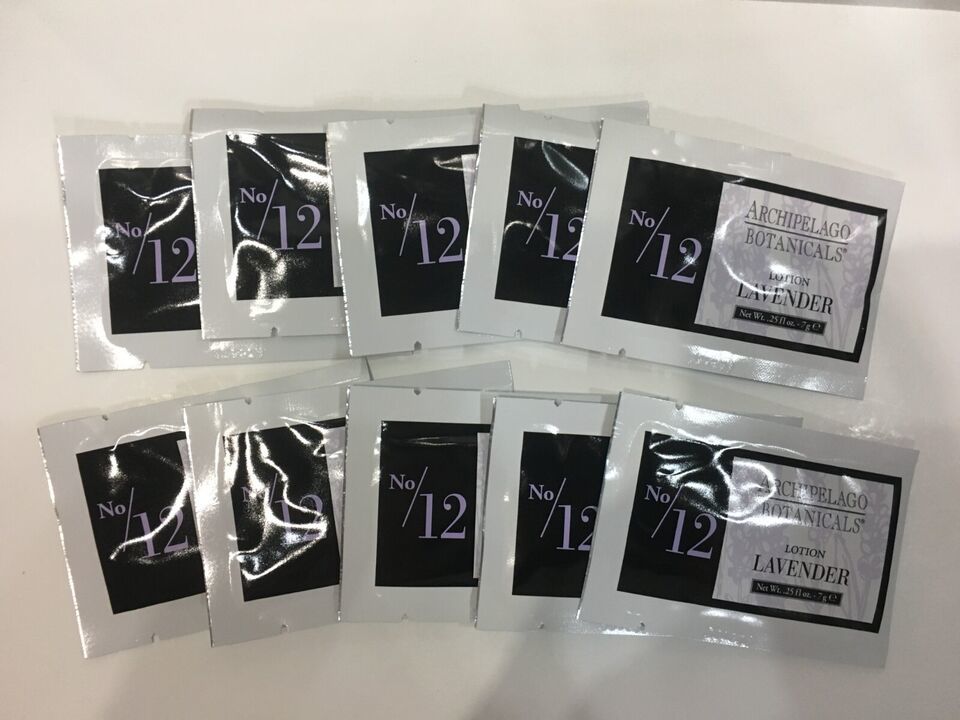 No/12
No/12
No/12
No/12
No/12
ARCHIPELAGO
BOTANICALS®
LOTION
LAVENDER
Net Wt. .25 fl oz. - 7 g ℮
No/12
No/12
No/12
No/12
No/12
ARCHIPELAGO
BOTANICALS®
LOTION
LAVENDER
Net Wt. .25 fl oz. - 7 g ℮